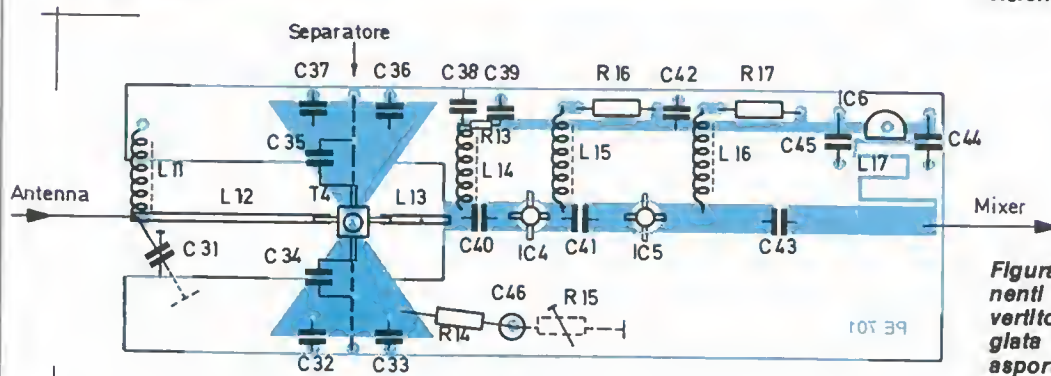 Separatore
C37 C36 C38 C39 R16 C42 R17 IC6
C35 R13 C45 C44
L11 L14 L15 L16 L17
Antenna L12 T4 L13 Mixer
C31 C34 C40 IC4 C41 IC5 C43
C46 R15
R14 PE 701
C32 C33
Figura
nenti
vertito
giata
asport